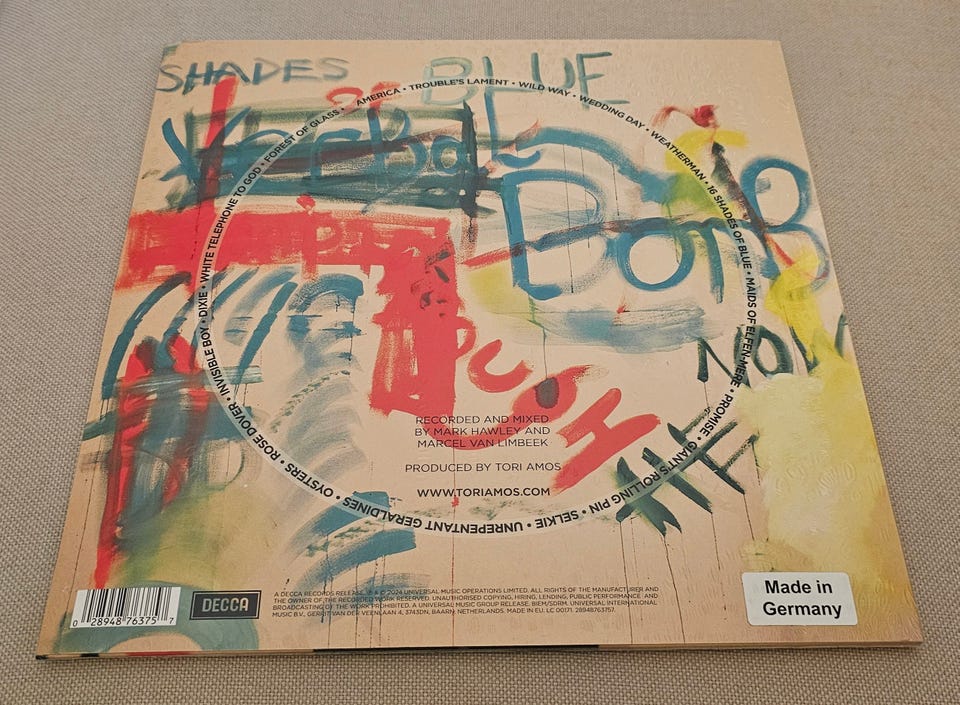 SHADES OF BLUE
VerBaL
BomB
OUCH
NOW
AMERICA • TROUBLE'S LAMENT • WILD WAY • WEDDING DAY • WEATHERMAN • 16 SHADES OF BLUE • MAIDS OF ELFEN-MERE • PROMISE • GIANT'S ROLLING PIN • SELKIE • UNREPENTANT GERALDINES • OYSTERS • ROSE DOVER • INVISIBLE BOY • DIXIE • WHITE TELEPHONE TO GOD • FOREST OF GLASS •
RECORDED AND MIXED
BY MARK HAWLEY AND
MARCEL VAN LIMBEEK
PRODUCED BY TORI AMOS
WWW.TORIAMOS.COM
0 28948 76375 7
DECCA
A DECCA RECORDS RELEASE. ℗ & © 2024 UNIVERSAL MUSIC OPERATIONS LIMITED. ALL RIGHTS OF THE MANUFACTURER AND
THE OWNER OF THE RECORDED WORK RESERVED. UNAUTHORISED COPYING, HIRING, LENDING, PUBLIC PERFORMANCE AND
BROADCASTING OF THE WORK PROHIBITED. A UNIVERSAL MUSIC GROUP RELEASE. BIEM/SDRM. UNIVERSAL INTERNATIONAL
MUSIC B.V., GERRIT VAN DER VEENLAAN 4, 3743DN, BAARN, NETHERLANDS. MADE IN EU. LC 00171. 28948763757.
Made in
Germany